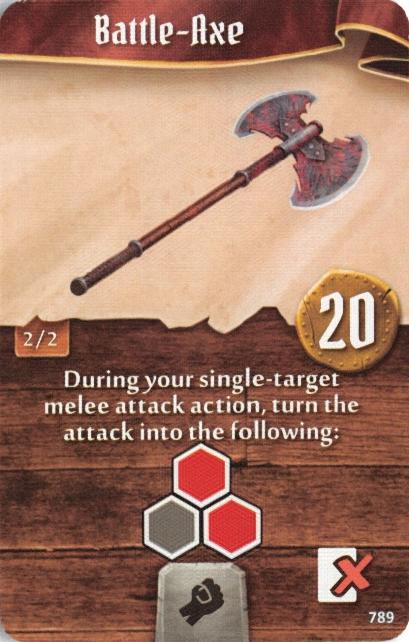 Battle-Axe
20
2/2
During your single-target
melee attack action, turn the
attack into the following:
789